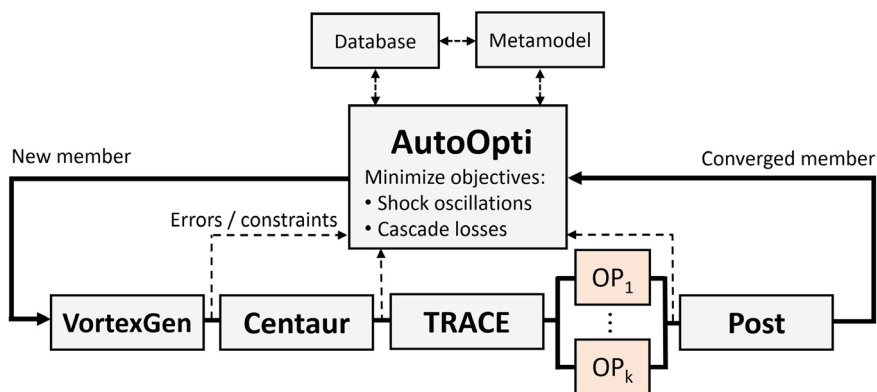 Database
Metamodel
AutoOpti
Minimize objectives:
• Shock oscillations
• Cascade losses
New member
Converged member
Errors / constraints
VortexGen
Centaur
TRACE
OP₁
⋮
OPₖ
Post